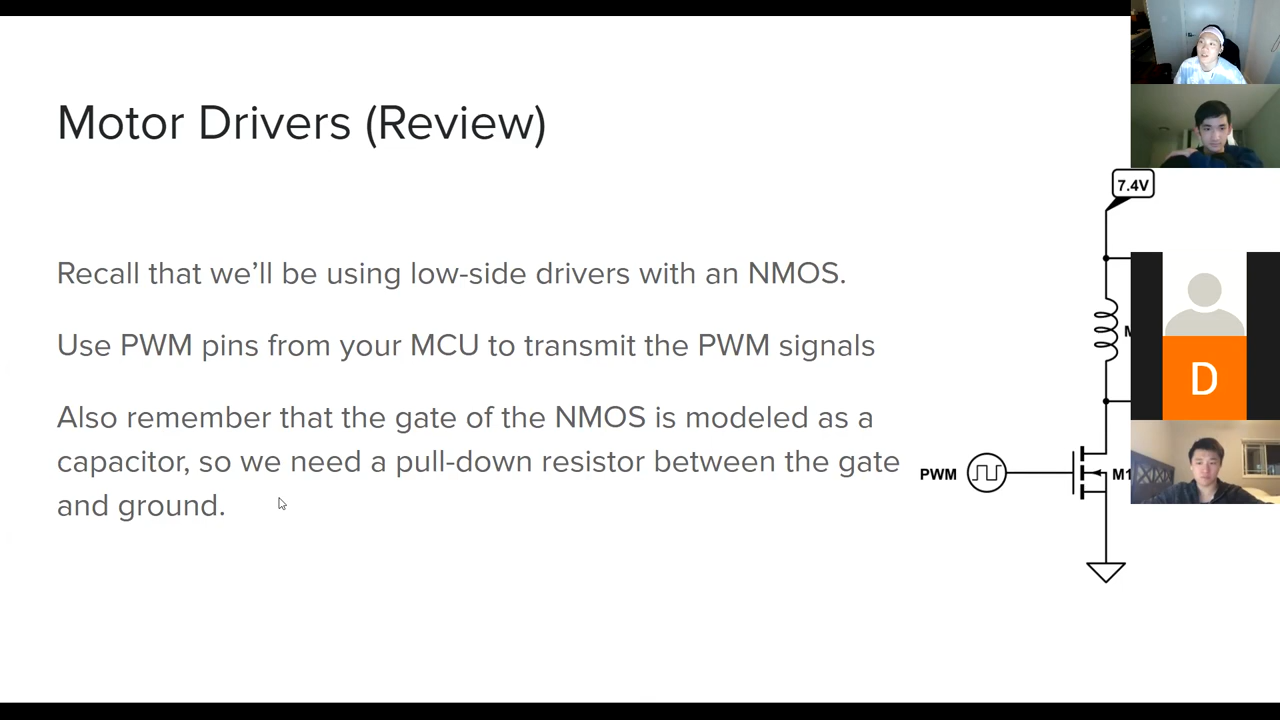 Motor Drivers (Review)
Recall that we'll be using low-side drivers with an NMOS.
Use PWM pins from your MCU to transmit the PWM signals
Also remember that the gate of the NMOS is modeled as a
capacitor, so we need a pull-down resistor between the gate
and ground.
7.4V
PWM
M1
D